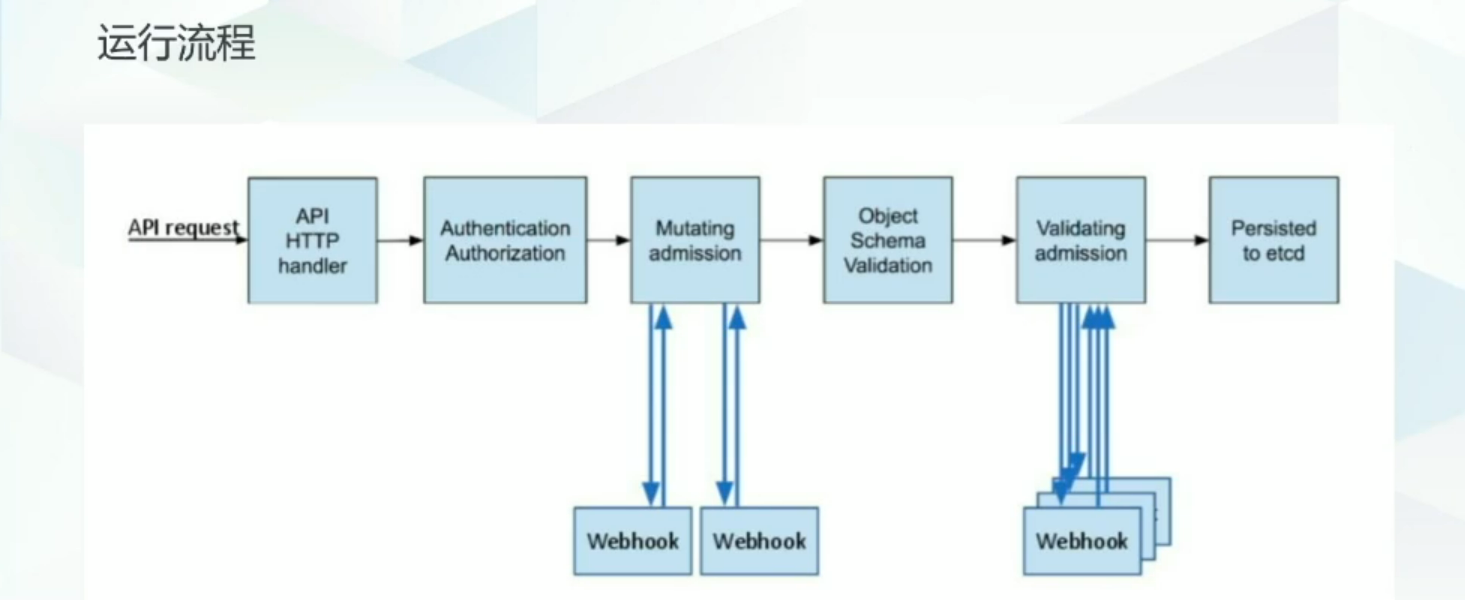 运行流程
API request
API
HTTP
handler
Authentication
Authorization
Mutating
admission
Object
Schema
Validation
Validating
admission
Persisted
to etcd
Webhook
Webhook
Webhook